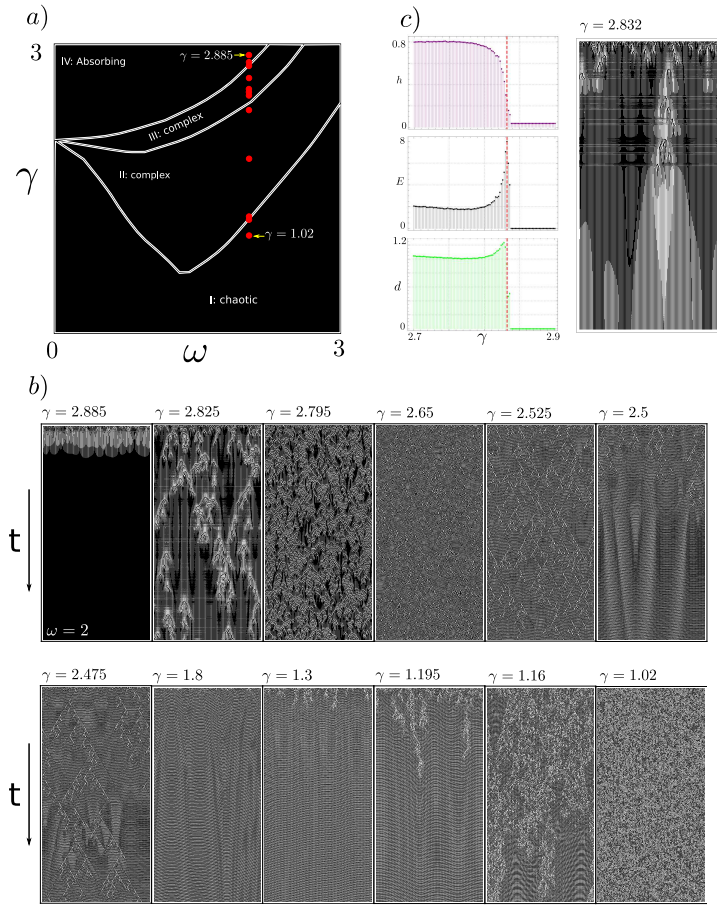 a)
3
IV: Absorbing
γ = 2.885
III: complex
II: complex
γ
γ = 1.02
I: chaotic
0
ω
3
c)
0.8
h
0
8
E
0
1.2
d
0
2.7
γ
2.9
γ = 2.832
b)
γ = 2.885
γ = 2.825
γ = 2.795
γ = 2.65
γ = 2.525
γ = 2.5
t
ω = 2
γ = 2.475
γ = 1.8
γ = 1.3
γ = 1.195
γ = 1.16
γ = 1.02
t